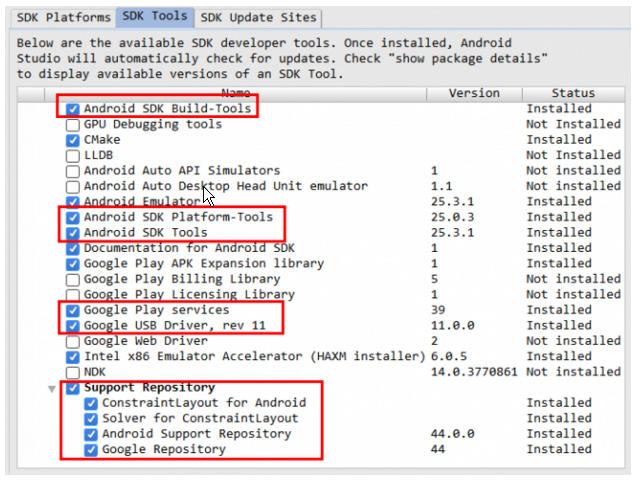 SDK Platforms SDK Tools SDK Update Sites
Below are the available SDK developer tools. Once installed, Android
Studio will automatically check for updates. Check "show package details"
to display available versions of an SDK Tool.
Name Version Status
Android SDK Build-Tools Installed
GPU Debugging tools Not Installed
CMake Installed
LLDB Not Installed
Android Auto API Simulators 1 Not installed
Android Auto Desktop Head Unit emulator 1.1 Not installed
Android Emulator 25.3.1 Installed
Android SDK Platform-Tools 25.0.3 Installed
Android SDK Tools 25.3.1 Installed
Documentation for Android SDK 1 Installed
Google Play APK Expansion library 1 Installed
Google Play Billing Library 5 Not installed
Google Play Licensing Library 1 Not installed
Google Play services 39 Installed
Google USB Driver, rev 11 11.0.0 Installed
Google Web Driver 2 Not installed
Intel x86 Emulator Accelerator (HAXM installer) 6.0.5 Installed
NDK 14.0.3770861 Not installed
Support Repository
ConstraintLayout for Android Installed
Solver for ConstraintLayout Installed
Android Support Repository 44.0.0 Installed
Google Repository 44 Installed